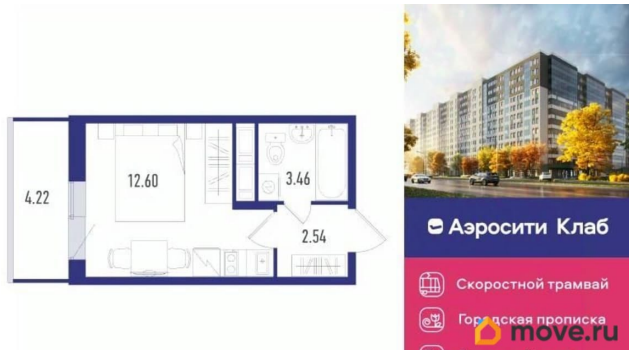 4.22
12.60
3.46
2.54
Аэросити Клаб
Скоростной трамвай
Городская прописка
move.ru